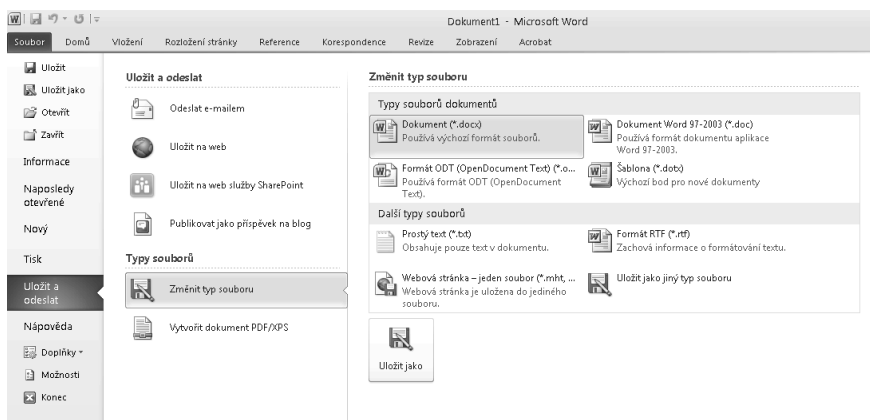 Dokument1 - Microsoft Word
Soubor Domů Vložení Rozložení stránky Reference Korespondence Revize Zobrazení Acrobat
Uložit
Uložit jako
Otevřít
Zavřít
Informace
Naposledy
otevřené
Nový
Tisk
Uložit a
odeslat
Nápověda
Doplňky
Možnosti
Konec
Uložit a odeslat
Odeslat e-mailem
Uložit na web
Uložit na web služby SharePoint
Publikovat jako příspěvek na blog
Typy souborů
Změnit typ souboru
Vytvořit dokument PDF/XPS
Změnit typ souboru
Typy souborů dokumentů
Dokument (*.docx)
Používá výchozí formát souborů.
Dokument Word 97-2003 (*.doc)
Používá formát dokumentu aplikace
Word 97-2003.
Formát ODT (OpenDocument Text) (*.o...
Používá formát ODT (OpenDocument
Text).
Šablona (*.dotx)
Výchozí bod pro nové dokumenty
Další typy souborů
Prostý text (*.txt)
Obsahuje pouze text v dokumentu.
Formát RTF (*.rtf)
Zachová informace o formátování textu.
Webová stránka – jeden soubor (*.mht, ...
Webová stránka je uložena do jediného
souboru.
Uložit jako jiný typ souboru
Uložit jako